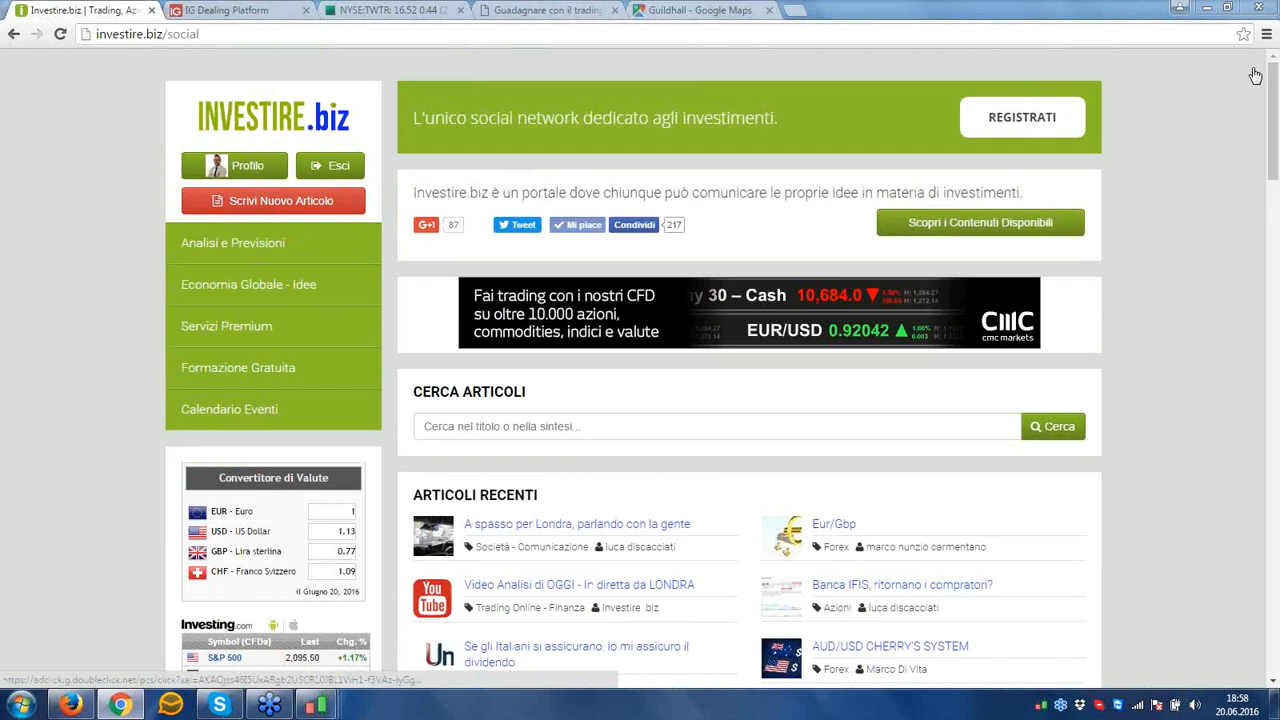 Investire.biz | Trading, Az
IG Dealing Platform
NYSE:TWTR: 16.52 0.44 (2
Guadagnare con il trading
Guildhall - Google Maps
investire.biz/social
INVESTIRE.biz
L'unico social network dedicato agli investimenti.
REGISTRATI
Profilo
Esci
Scrivi Nuovo Articolo
Investire.biz è un portale dove chiunque può comunicare le proprie idee in materia di investimenti.
G+1 87
Tweet
Mi piace
Condividi 217
Scopri i Contenuti Disponibili
Analisi e Previsioni
Economia Globale - Idee
Servizi Premium
Formazione Gratuita
Calendario Eventi
Fai trading con i nostri CFD
su oltre 10.000 azioni,
commodities, indici e valute
30 – Cash 10,684.0
EUR/USD 0.92042
cmc
cmc markets
CERCA ARTICOLI
Cerca nel titolo o nella sintesi...
Cerca
Convertitore di Valute
EUR - Euro 1
USD - US Dollar 1.13
GBP - Lira sterlina 0.77
CHF - Franco Svizzero 1.09
il Giugno 20, 2016
Investing.com
Symbol (CFDs) Last Chg. %
S&P 500 2,095,50 +1.17%
ARTICOLI RECENTI
A spasso per Londra, parlando con la gente
Società - Comunicazione luca discacciati
Eur/Gbp
Forex marco nunzio carmentano
Video Analisi di OGGI - In diretta da LONDRA
Trading Online - Finanza Investire .biz
You
Tube
Banca IFIS, ritornano i compratori?
Azioni luca discacciati
Se gli Italiani si assicurano, io mi assicuro il
dividendo
Un
AUD/USD CHERRY'S SYSTEM
Forex Marco Di Vita
18:58
20.06.2016